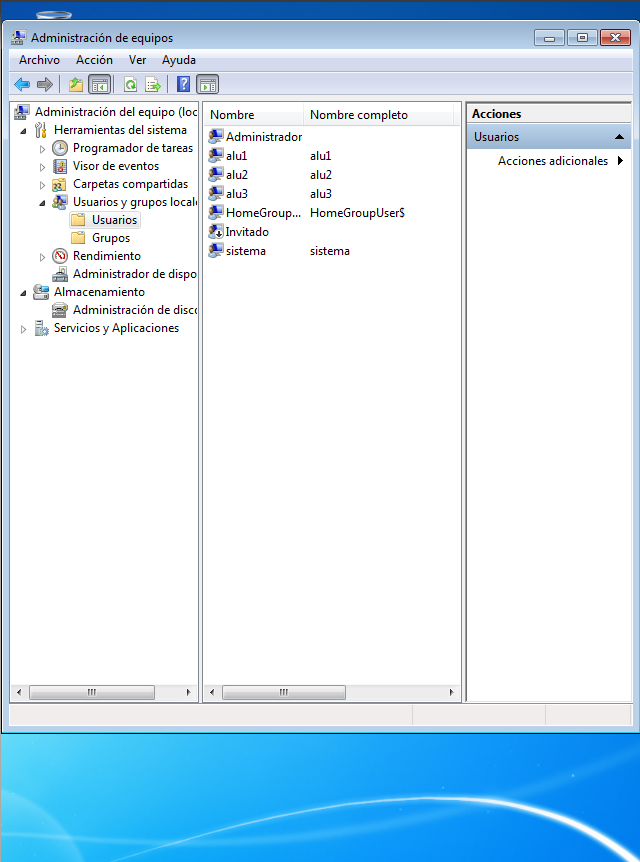 Administración de equipos
Archivo Acción Ver Ayuda
Administración del equipo (loc
Herramientas del sistema
Programador de tareas
Visor de eventos
Carpetas compartidas
Usuarios y grupos locale
Usuarios
Grupos
Rendimiento
Administrador de dispo
Almacenamiento
Administración de disco
Servicios y Aplicaciones
Nombre Nombre completo
Administrador
alu1 alu1
alu2 alu2
alu3 alu3
HomeGroup... HomeGroupUser$
Invitado
sistema sistema
Acciones
Usuarios
Acciones adicionales